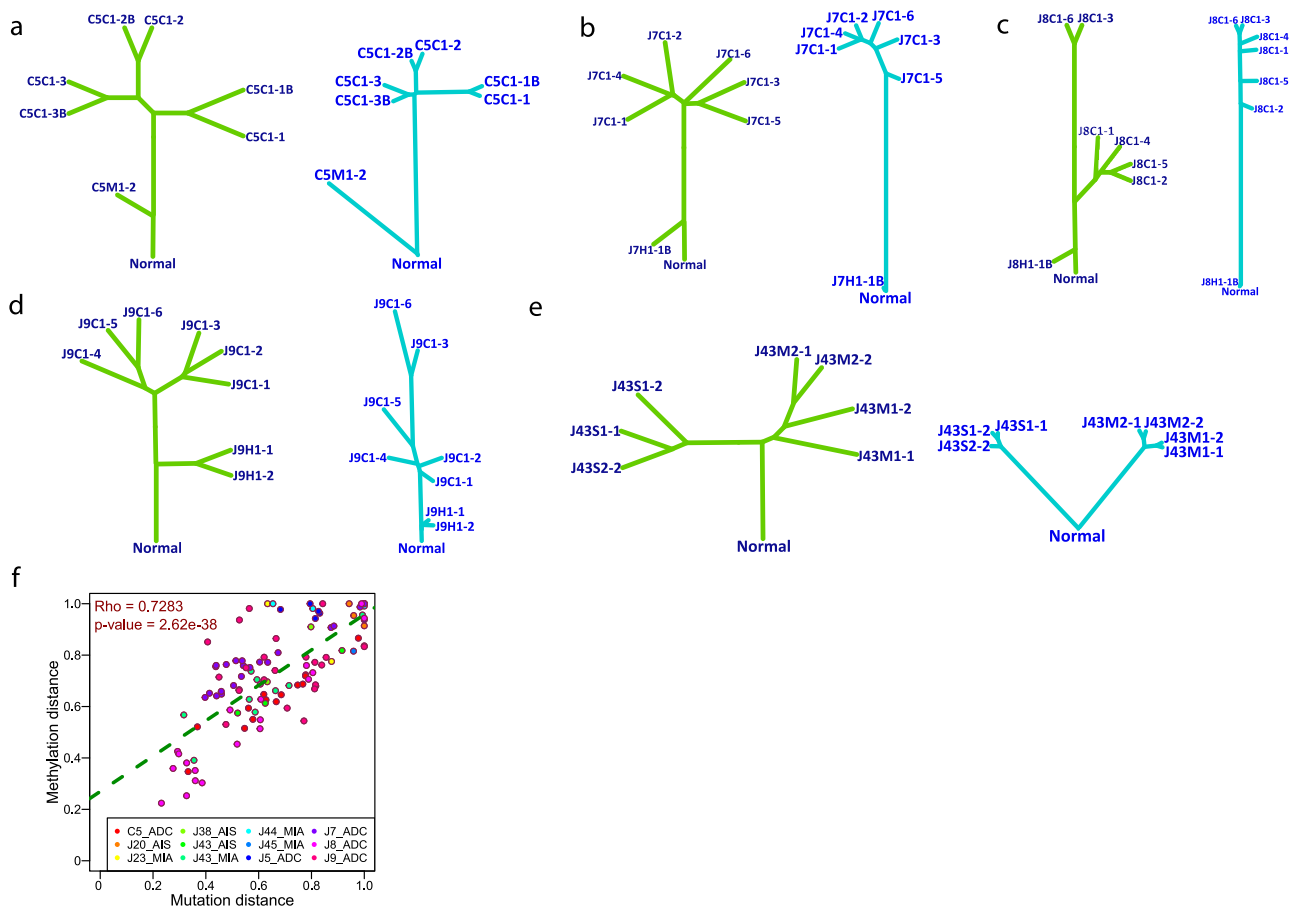 a
C5C1-2B
C5C1-2
C5C1-3
C5C1-3B
C5C1-1B
C5C1-1
C5M1-2
Normal
C5C1-2
C5C1-2B
C5C1-3
C5C1-3B
C5C1-1B
C5C1-1
C5M1-2
Normal
b
J7C1-2
J7C1-6
J7C1-4
J7C1-3
J7C1-1
J7C1-5
J7H1-1B
Normal
J7C1-2
J7C1-6
J7C1-4
J7C1-3
J7C1-1
J7C1-5
J7H1-1B
Normal
c
J8C1-6
J8C1-3
J8C1-1
J8C1-4
J8C1-5
J8C1-2
J8H1-1B
Normal
J8C1-6
J8C1-3
J8C1-4
J8C1-1
J8C1-5
J8C1-2
J8H1-1B
Normal
d
J9C1-6
J9C1-5
J9C1-3
J9C1-4
J9C1-2
J9C1-1
J9H1-1
J9H1-2
Normal
J9C1-6
J9C1-3
J9C1-5
J9C1-4
J9C1-2
J9C1-1
J9H1-1
J9H1-2
Normal
e
J43M2-1
J43M2-2
J43S1-2
J43M1-2
J43S1-1
J43M1-1
J43S2-2
Normal
J43S1-2
J43S1-1
J43S2-2
J43M2-1
J43M2-2
J43M1-2
J43M1-1
Normal
f
Rho = 0.7283
p-value = 2.62e-38
Methylation distance
1.0
0.8
0.6
0.4
0.2
0
C5_ADC J38_AIS J44_MIA J7_ADC
J20_AIS J43_AIS J45_MIA J8_ADC
J23_MIA J43_MIA J5_ADC J9_ADC
0 0.2 0.4 0.6 0.8 1.0
Mutation distance